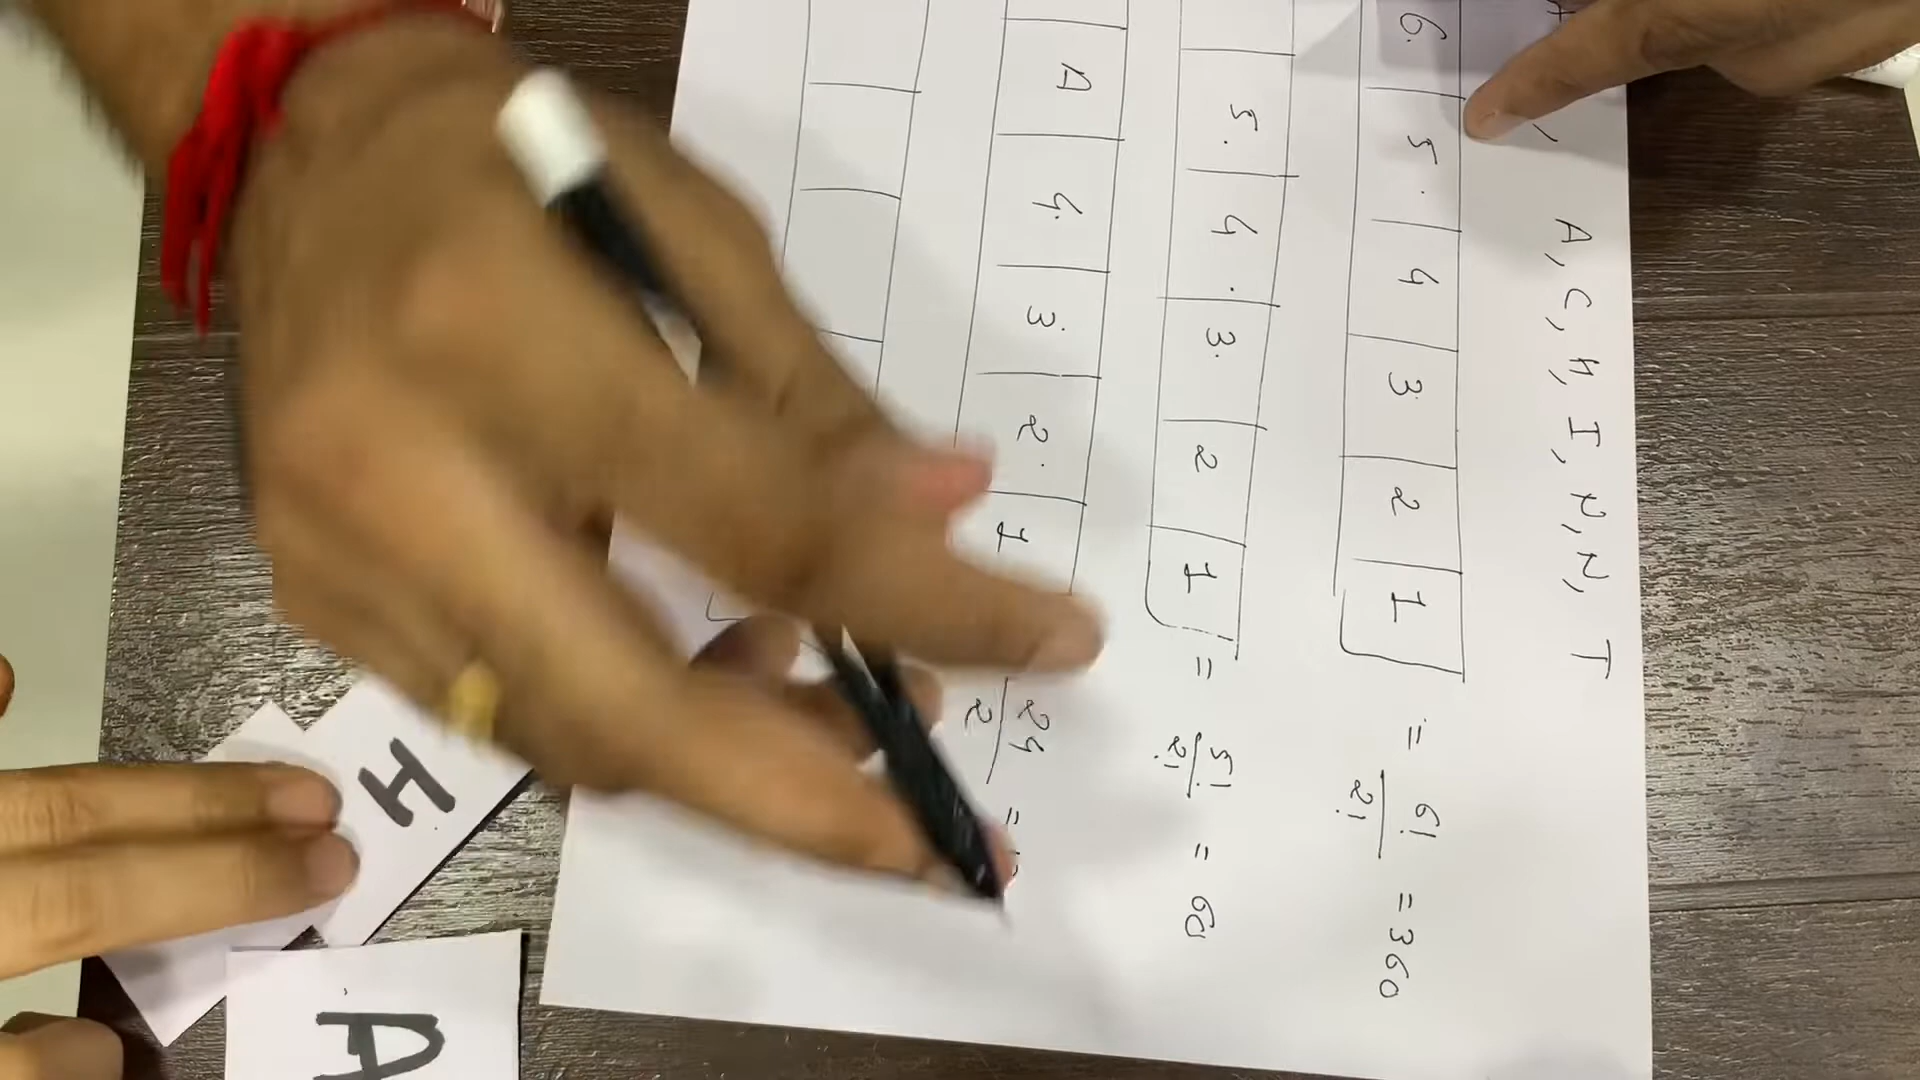 A, C, H, I, N, N, T
6. 5. 4 3 2 1 = 6!/2! = 360
5. 4. 3. 2 1 = 5!/2! = 60
A 4. 3. 2. 1 24/2 =
H
A